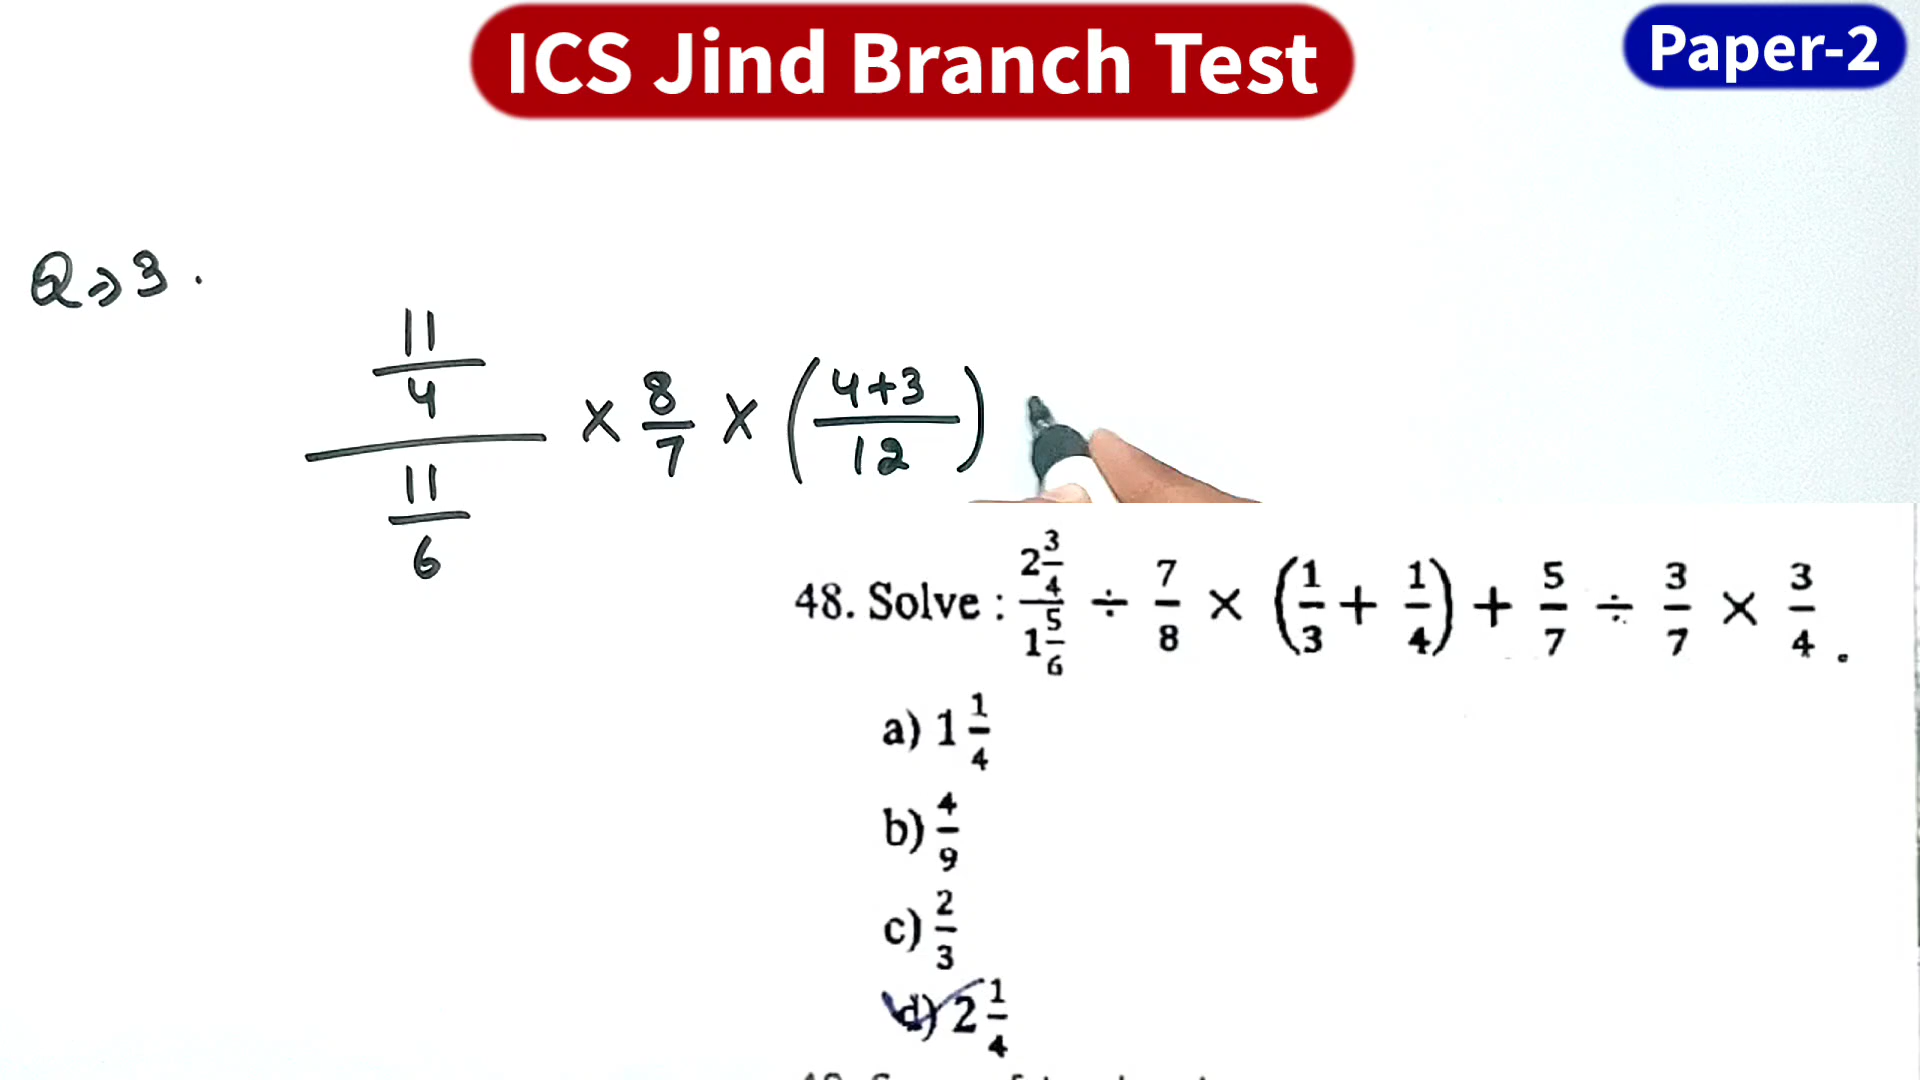 ICS Jind Branch Test
Paper-2
Q⇒3.
11/4 / 11/6 × 8/7 × ((4+3)/12)
48. Solve : 2 3/4 / 1 5/6 ÷ 7/8 × (1/3 + 1/4) + 5/7 ÷ 3/7 × 3/4 .
a) 1 1/4
b) 4/9
c) 2/3
d) 2 1/4